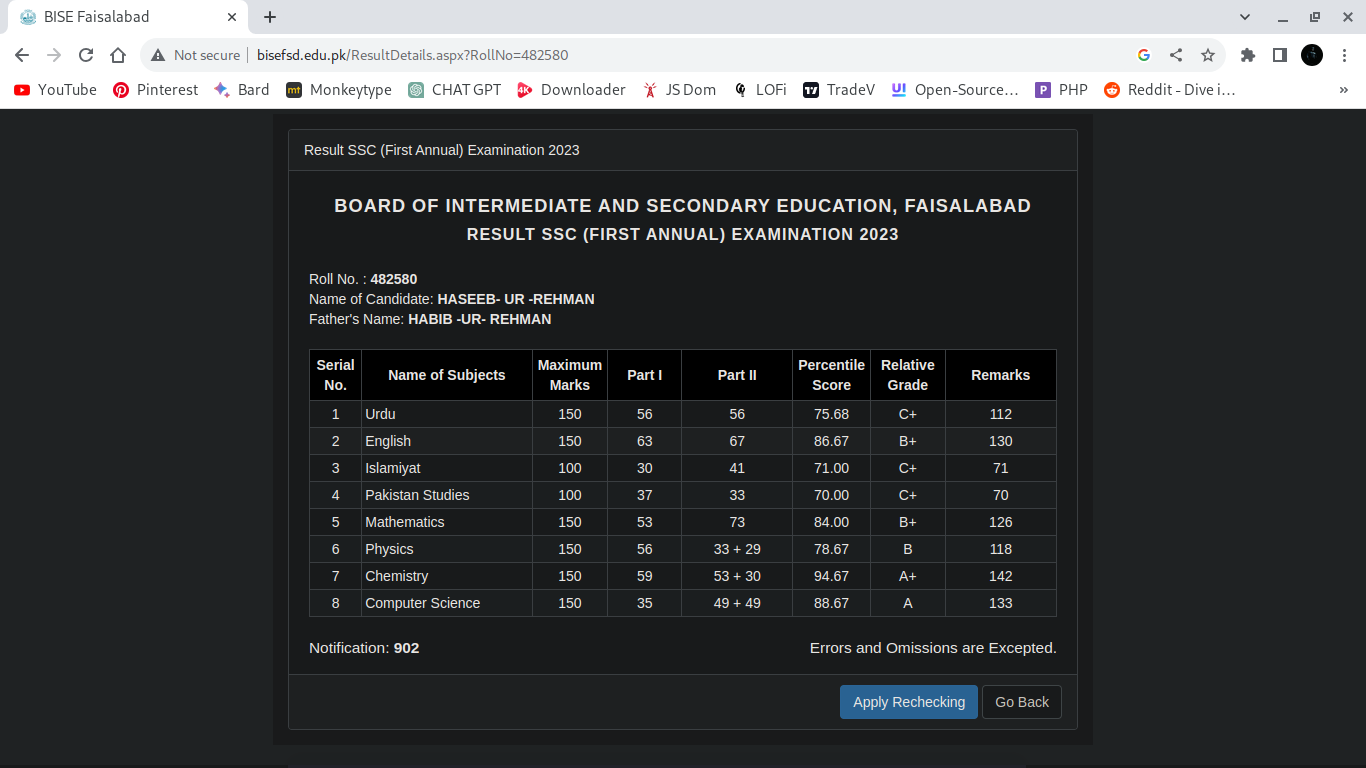 BISE Faisalabad
Not secure | bisefsd.edu.pk/ResultDetails.aspx?RollNo=482580
YouTube Pinterest Bard Monkeytype CHAT GPT Downloader JS Dom LOFi TradeV Open-Source… PHP Reddit - Dive i… »
Result SSC (First Annual) Examination 2023
BOARD OF INTERMEDIATE AND SECONDARY EDUCATION, FAISALABAD
RESULT SSC (FIRST ANNUAL) EXAMINATION 2023
Roll No. : 482580
Name of Candidate: HASEEB- UR -REHMAN
Father's Name: HABIB -UR- REHMAN
Serial No. Name of Subjects Maximum Marks Part I Part II Percentile Score Relative Grade Remarks
1 Urdu 150 56 56 75.68 C+ 112
2 English 150 63 67 86.67 B+ 130
3 Islamiyat 100 30 41 71.00 C+ 71
4 Pakistan Studies 100 37 33 70.00 C+ 70
5 Mathematics 150 53 73 84.00 B+ 126
6 Physics 150 56 33 + 29 78.67 B 118
7 Chemistry 150 59 53 + 30 94.67 A+ 142
8 Computer Science 150 35 49 + 49 88.67 A 133
Notification: 902 Errors and Omissions are Excepted.
Apply Rechecking Go Back